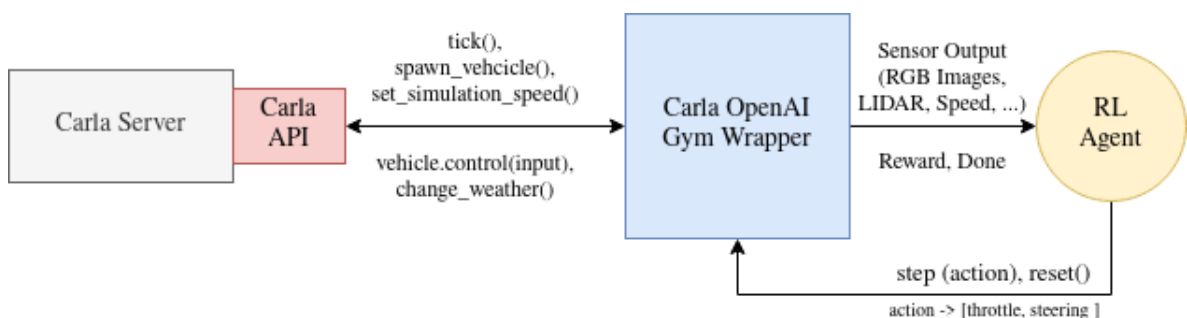 Carla Server
Carla
API
tick(),
spawn_vehcicle(),
set_simulation_speed()
vehicle.control(input),
change_weather()
Carla OpenAI
Gym Wrapper
Sensor Output
(RGB Images,
LIDAR, Speed, ...)
Reward, Done
RL
Agent
step (action), reset()
action -> [throttle, steering ]